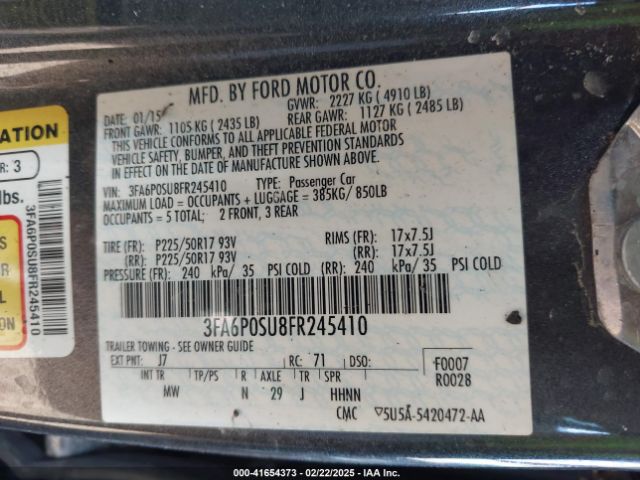 MFD. BY FORD MOTOR CO.
DATE: 01/15 GVWR: 2227 KG ( 4910 LB)
FRONT GAWR: 1105 KG ( 2435 LB) REAR GAWR: 1127 KG ( 2485 LB)
THIS VEHICLE CONFORMS TO ALL APPLICABLE FEDERAL MOTOR
VEHICLE SAFETY, BUMPER, AND THEFT PREVENTION STANDARDS
IN EFFECT ON THE DATE OF MANUFACTURE SHOWN ABOVE.
VIN: 3FA6P0SU8FR245410 TYPE: Passenger Car
MAXIMUM LOAD = OCCUPANTS + LUGGAGE = 385KG/ 850LB
OCCUPANTS = 5 TOTAL; 2 FRONT, 3 REAR
TIRE (FR): P225/50R17 93V RIMS (FR): 17x7.5J
(RR): P225/50R17 93V (RR): 17x7.5J
PRESSURE (FR): 240 kPa/ 35 PSI COLD (RR): 240 kPa/ 35 PSI COLD
3FA6P0SU8FR245410
TRAILER TOWING - SEE OWNER GUIDE
EXT PNT: J7 RC: 71 DSO: F0007
R0028
INT TR TP/PS R AXLE TR SPR
MW N 29 J HHNN
CMC 5U5A-5420472-AA
ATION
R: 3
lbs.
3FA6P0SU8FR245410
000-41654373 - 02/22/2025 - IAA Inc.